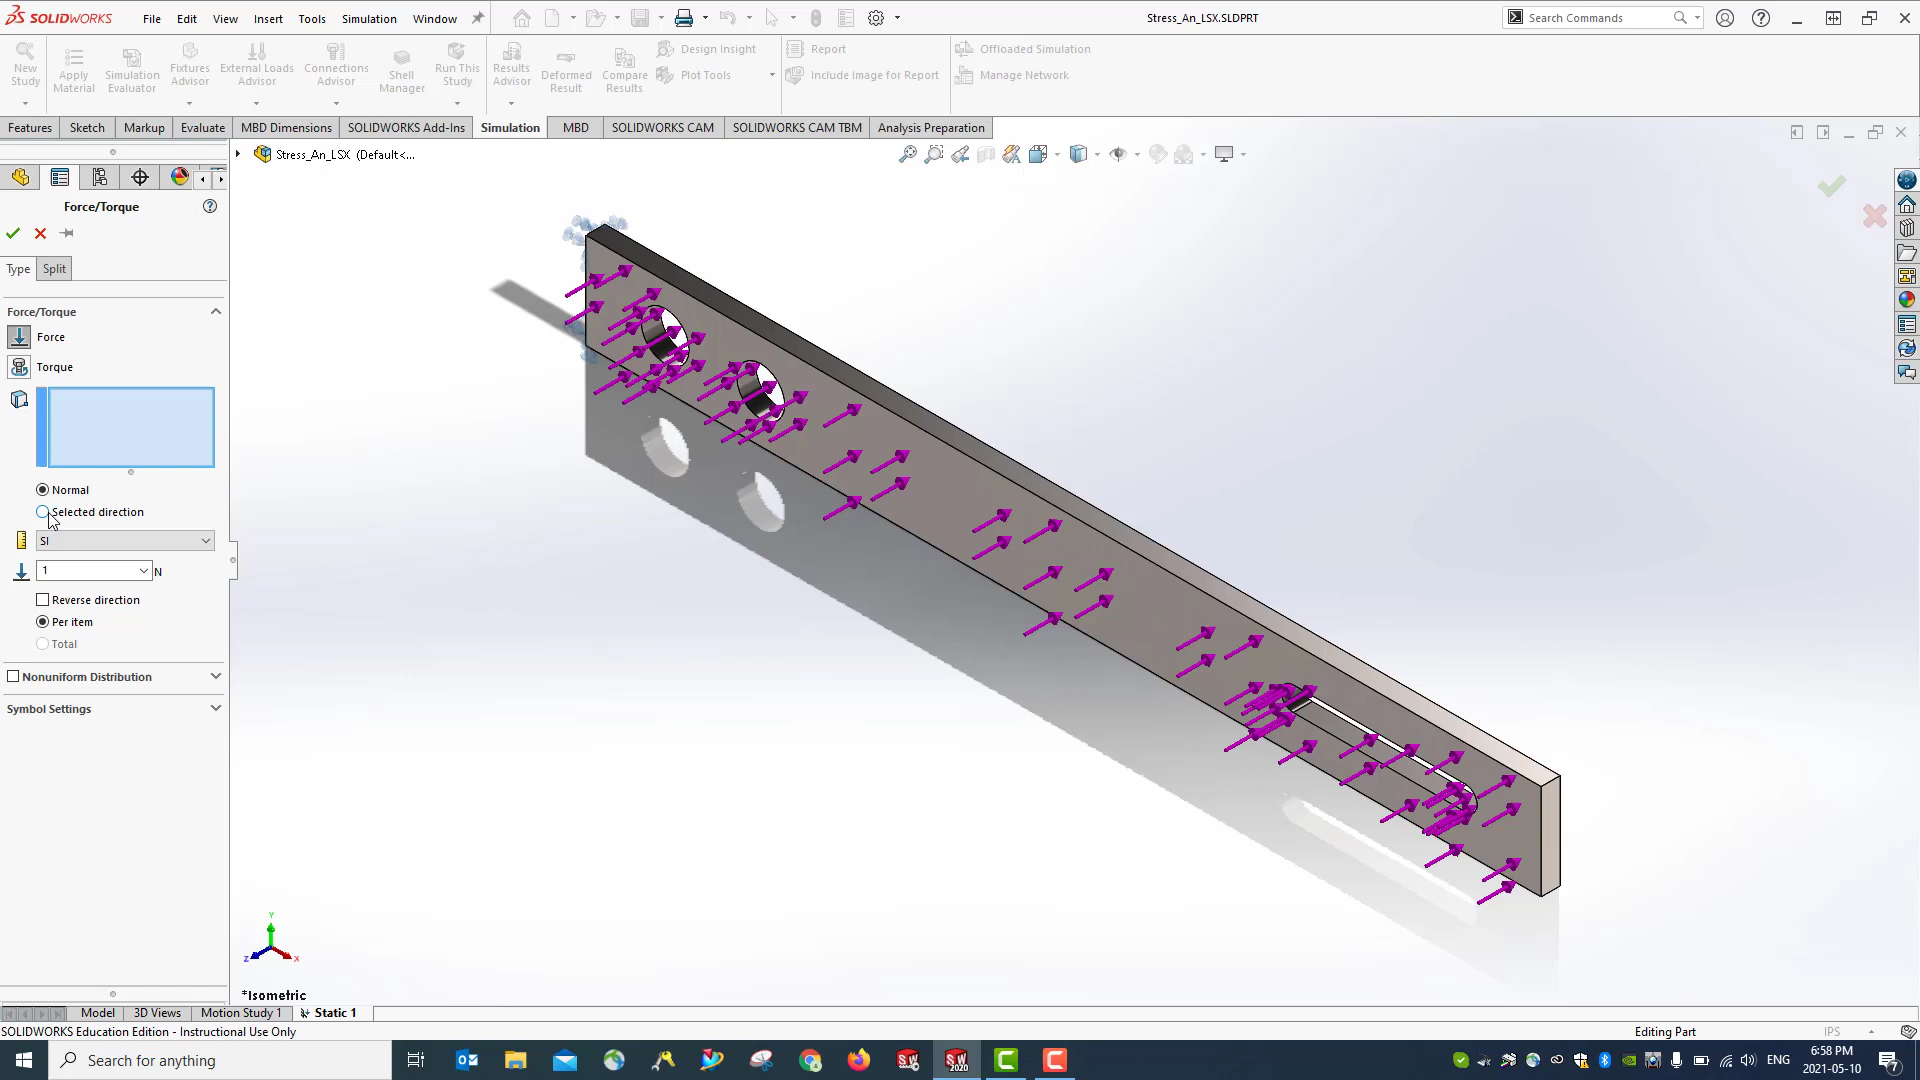 SOLIDWORKS File Edit View Insert Tools Simulation Window
Stress_An_LSX.SLDPRT
Search Commands
New Study
Apply Material
Simulation Evaluator
Fixtures Advisor
External Loads Advisor
Connections Advisor
Shell Manager
Run This Study
Results Advisor
Deformed Result
Compare Results
Design Insight
Plot Tools
Report
Include Image for Report
Offloaded Simulation
Manage Network
Features Sketch Markup Evaluate MBD Dimensions SOLIDWORKS Add-Ins Simulation MBD SOLIDWORKS CAM SOLIDWORKS CAM TBM Analysis Preparation
Stress_An_LSX (Default<...
Force/Torque
Type Split
Force/Torque
Force
Torque
Normal
Selected direction
SI
1 N
Reverse direction
Per item
Total
Nonuniform Distribution
Symbol Settings
Y
Z X
*Isometric
Model 3D Views Motion Study 1 Static 1
SOLIDWORKS Education Edition - Instructional Use Only
Editing Part
IPS
Search for anything
SW 2020
ENG
6:58 PM
2021-05-10
7